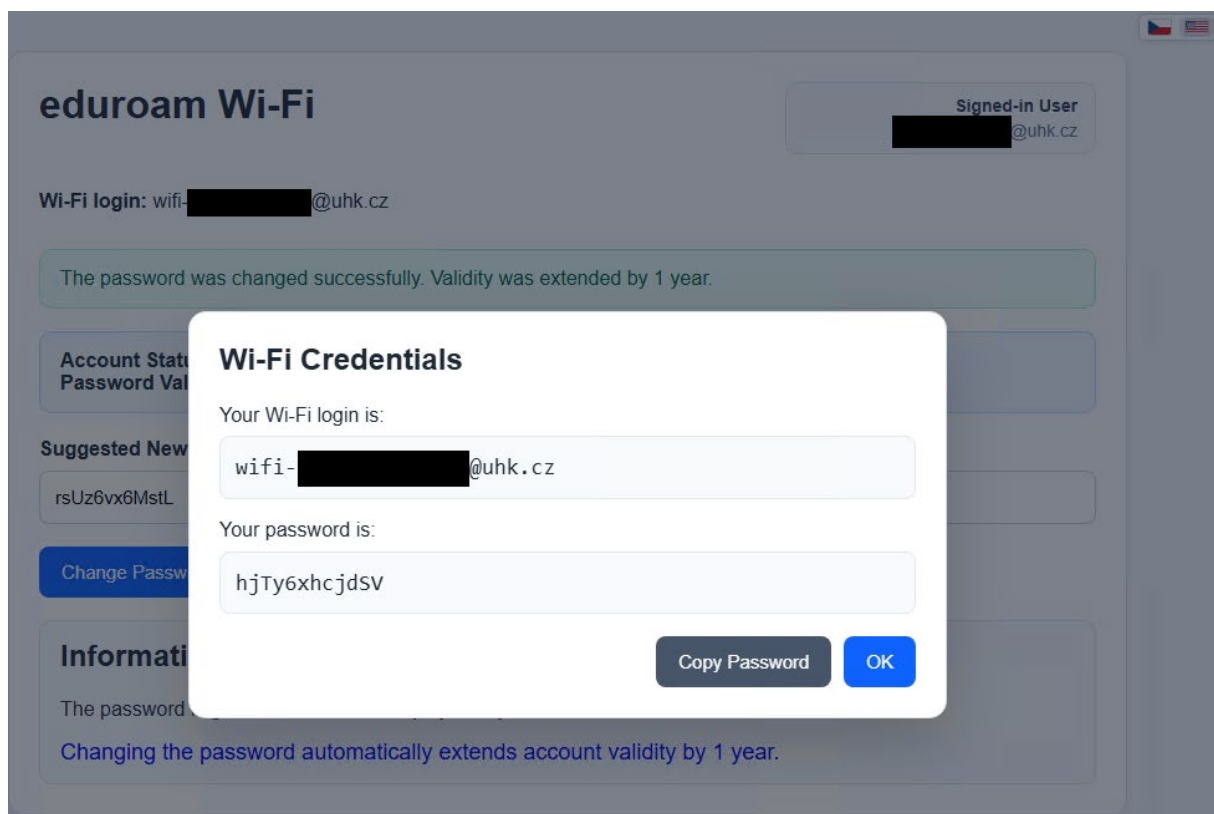 eduroam Wi-Fi
Signed-in User
@uhk.cz
Wi-Fi login: wifi-@uhk.cz
The password was changed successfully. Validity was extended by 1 year.
Account Statu
Password Val
Suggested New
rsUz6vx6MstL
Change Passw
Wi-Fi Credentials
Your Wi-Fi login is:
wifi-@uhk.cz
Your password is:
hjTy6xhcjdSV
Copy Password OK
Informati
The password
Changing the password automatically extends account validity by 1 year.